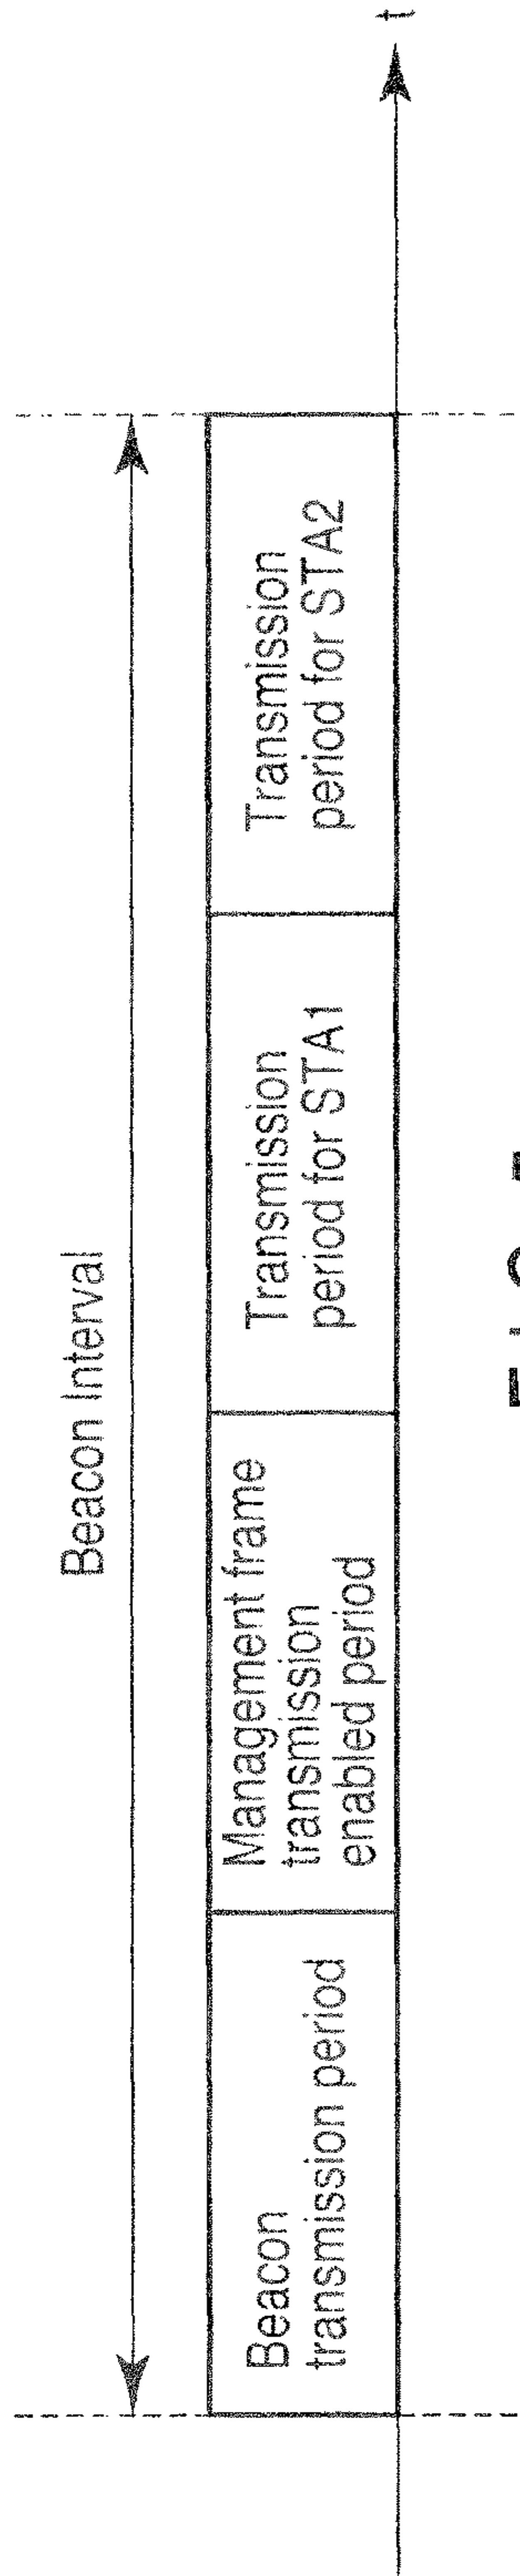 Beacon Interval
Beacon
transmission period
Management frame
transmission
enabled period
Transmission
period for STA1
Transmission
period for STA2
t